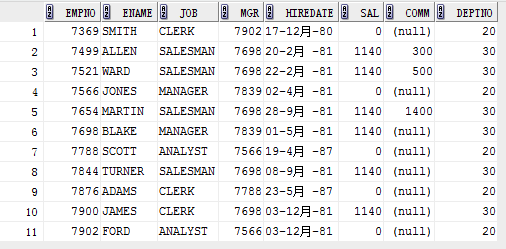 EMPNO ENAME JOB MGR HIREDATE SAL COMM DEPTNO
1 7369 SMITH CLERK 7902 17-12月-80 0 (null) 20
2 7499 ALLEN SALESMAN 7698 20-2月 -81 1140 300 30
3 7521 WARD SALESMAN 7698 22-2月 -81 1140 500 30
4 7566 JONES MANAGER 7839 02-4月 -81 0 (null) 20
5 7654 MARTIN SALESMAN 7698 28-9月 -81 1140 1400 30
6 7698 BLAKE MANAGER 7839 01-5月 -81 1140 (null) 30
7 7788 SCOTT ANALYST 7566 19-4月 -87 0 (null) 20
8 7844 TURNER SALESMAN 7698 08-9月 -81 1140 (null) 30
9 7876 ADAMS CLERK 7788 23-5月 -87 0 (null) 20
10 7900 JAMES CLERK 7698 03-12月-81 1140 (null) 30
11 7902 FORD ANALYST 7566 03-12月-81 0 (null) 20